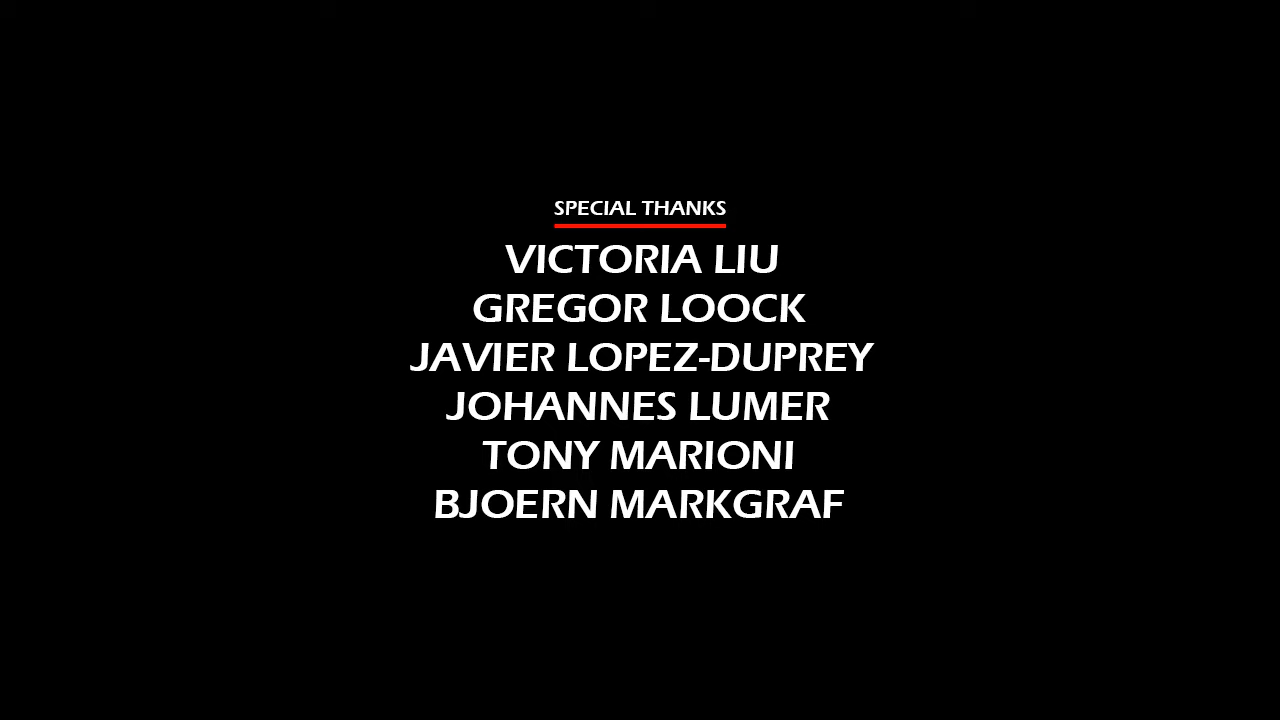 SPECIAL THANKS
VICTORIA LIU
GREGOR LOOCK
JAVIER LOPEZ-DUPREY
JOHANNES LUMER
TONY MARIONI
BJOERN MARKGRAF